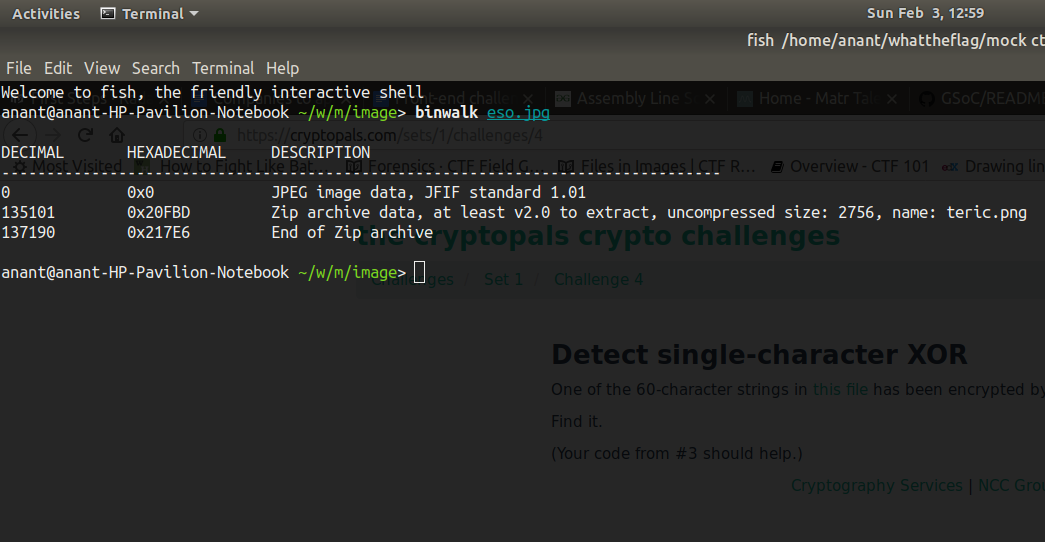 Activities Terminal Sun Feb 3, 12:59
fish /home/anant/whattheflag/mock ct
File Edit View Search Terminal Help
Welcome to fish, the friendly interactive shell
Assembly Line S Home - Matr Tal GSoC/README
anant@anant-HP-Pavilion-Notebook ~/w/m/image> binwalk eso.jpg
https://cryptopals.com/sets/1/challenges/4
DECIMAL HEXADECIMAL DESCRIPTION
Most Visited How to Fight Like Bat... Forensics · CTF Field G... Files in Images | CTF R... Overview - CTF 101 Drawing lin
--------------------------------------------------------------------------------
0 0x0 JPEG image data, JFIF standard 1.01
135101 0x20FBD Zip archive data, at least v2.0 to extract, uncompressed size: 2756, name: teric.png
137190 0x217E6 End of Zip archive
the cryptopals crypto challenges
anant@anant-HP-Pavilion-Notebook ~/w/m/image>
Challenges / Set 1 / Challenge 4
Detect single-character XOR
One of the 60-character strings in this file has been encrypted by
Find it.
(Your code from #3 should help.)
Cryptography Services | NCC Grou